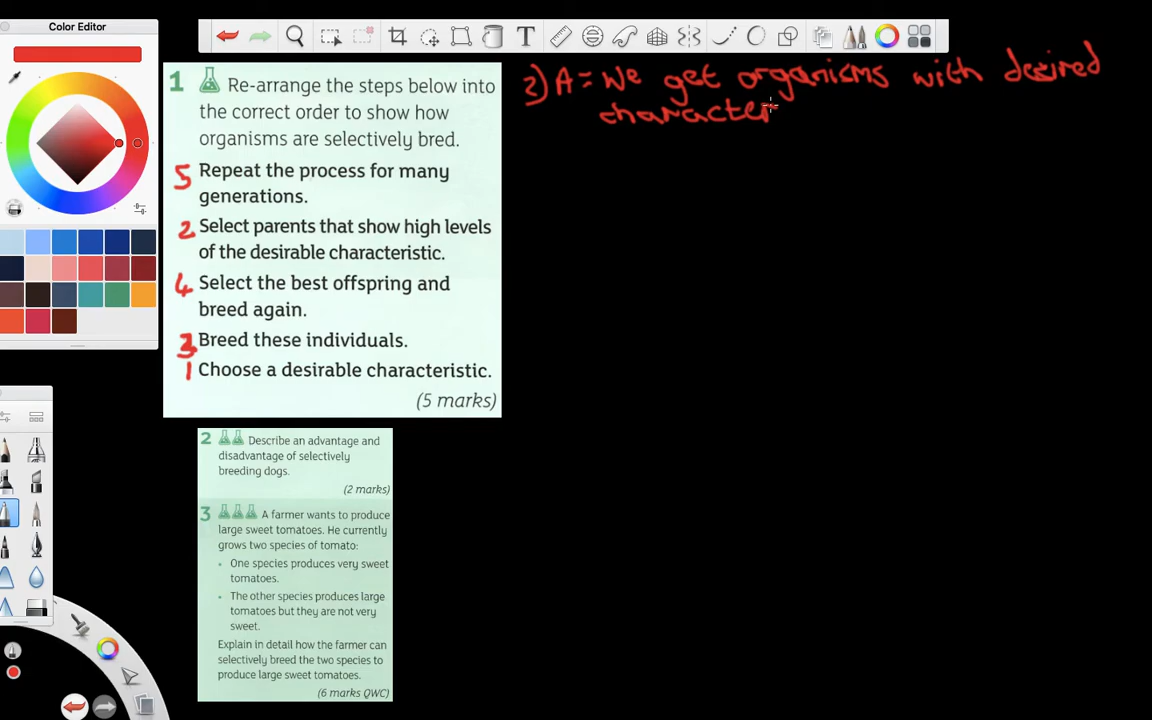 Color Editor
1 Re-arrange the steps below into
the correct order to show how
organisms are selectively bred.
5 Repeat the process for many
generations.
2 Select parents that show high levels
of the desirable characteristic.
4 Select the best offspring and
breed again.
3 Breed these individuals.
1 Choose a desirable characteristic.
(5 marks)
2 Describe an advantage and
disadvantage of selectively
breeding dogs.
(2 marks)
3 A farmer wants to produce
large sweet tomatoes. He currently
grows two species of tomato:
• One species produces very sweet
tomatoes.
• The other species produces large
tomatoes but they are not very
sweet.
Explain in detail how the farmer can
selectively breed the two species to
produce large sweet tomatoes.
(6 marks QWC)
2) A = We get organisms with desired
character